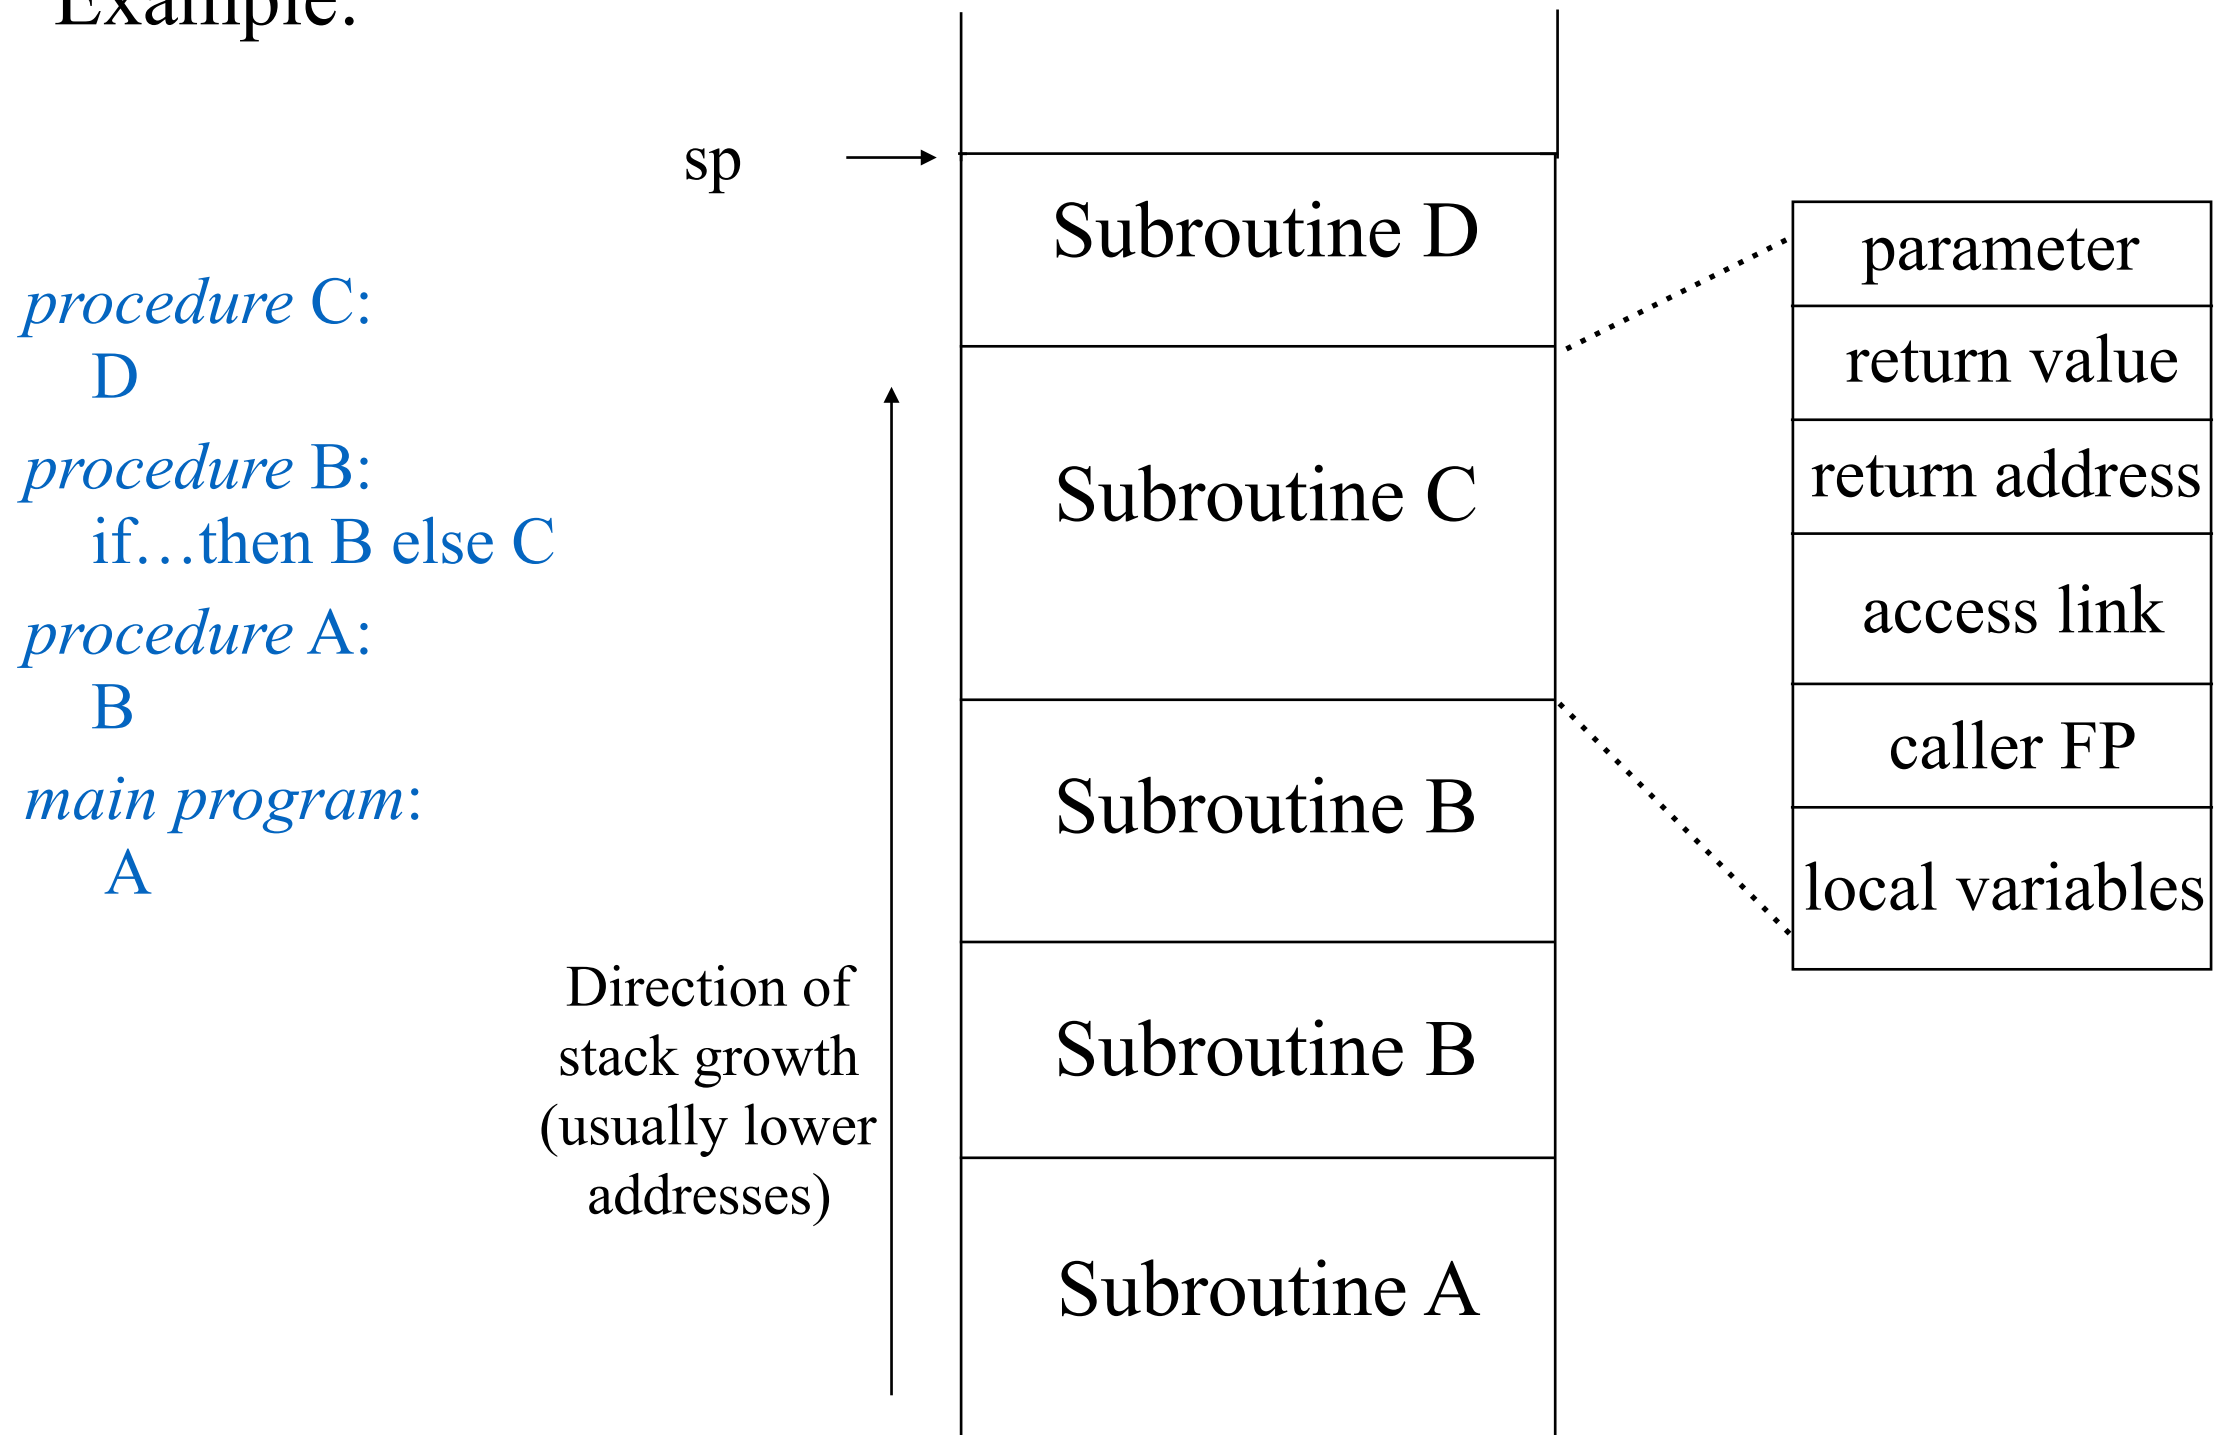 Example:
sp
procedure C:
D
procedure B:
if…then B else C
procedure A:
B
main program:
A
Direction of
stack growth
(usually lower
addresses)
Subroutine D
Subroutine C
Subroutine B
Subroutine B
Subroutine A
parameter
return value
return address
access link
caller FP
local variables